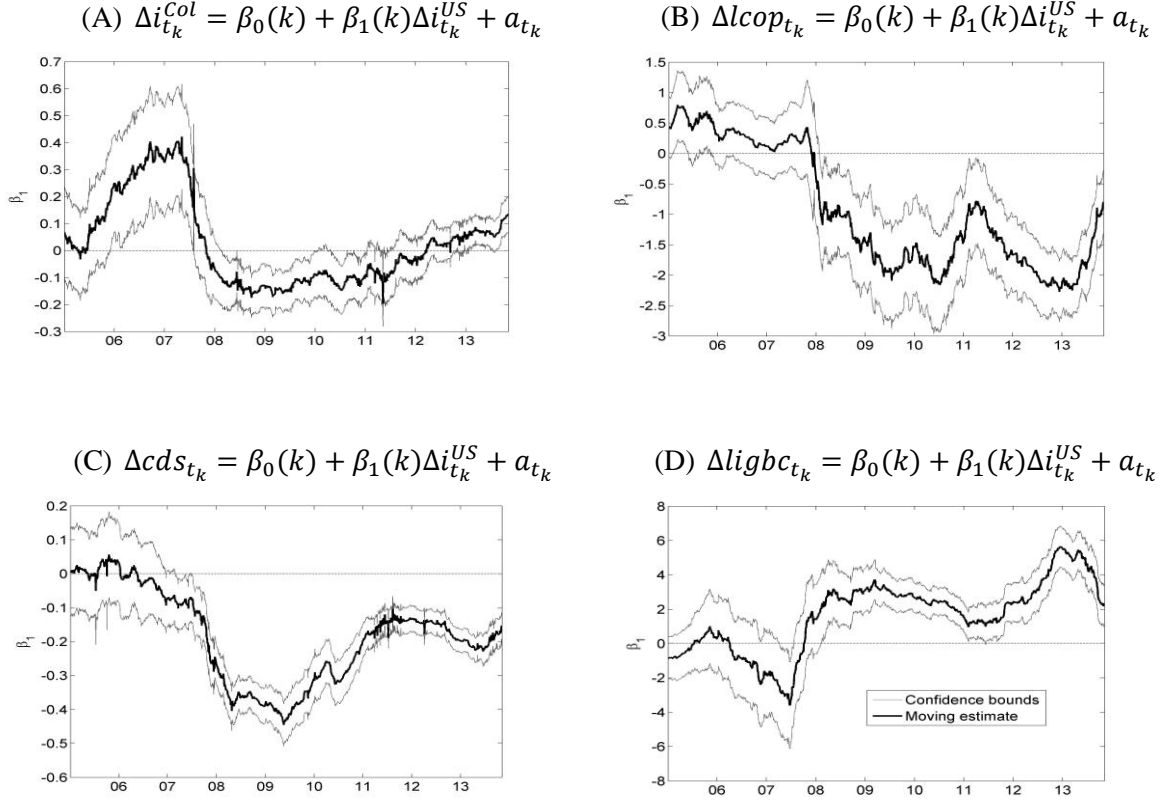 (A) Δi^{Col}_{t_k} = β_0(k) + β_1(k)Δi^{US}_{t_k} + a_{t_k}
0.7
0.6
0.5
0.4
0.3
0.2
0.1
0
-0.1
-0.2
-0.3
β_1
06 07 08 09 10 11 12 13
(B) Δlcop_{t_k} = β_0(k) + β_1(k)Δi^{US}_{t_k} + a_{t_k}
1.5
1
0.5
0
-0.5
-1
-1.5
-2
-2.5
-3
β_1
06 07 08 09 10 11 12 13
(C) Δcds_{t_k} = β_0(k) + β_1(k)Δi^{US}_{t_k} + a_{t_k}
0.2
0.1
0
-0.1
-0.2
-0.3
-0.4
-0.5
-0.6
β_1
06 07 08 09 10 11 12 13
(D) Δligbc_{t_k} = β_0(k) + β_1(k)Δi^{US}_{t_k} + a_{t_k}
8
6
4
2
0
-2
-4
-6
-8
β_1
Confidence bounds
Moving estimate
06 07 08 09 10 11 12 13